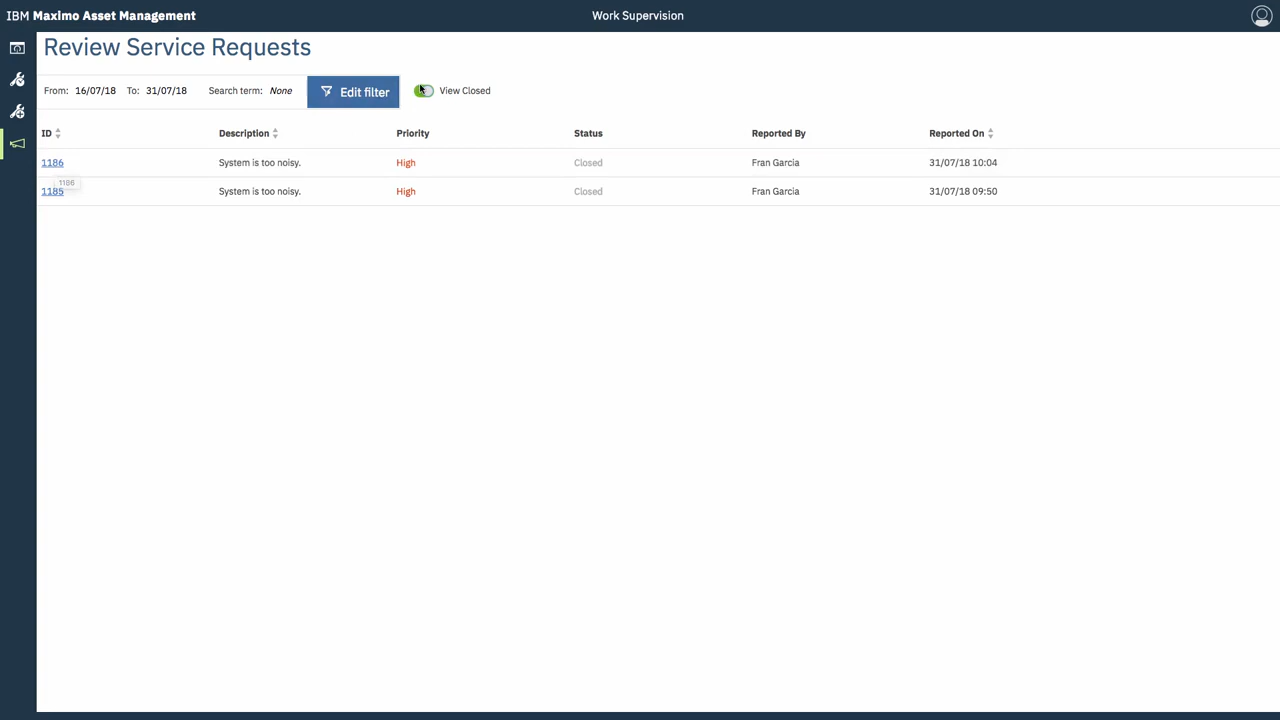 IBM Maximo Asset Management
Work Supervision
Review Service Requests
From: 16/07/18 To: 31/07/18 Search term: None Edit filter View Closed
ID Description Priority Status Reported By Reported On
1186 System is too noisy. High Closed Fran Garcia 31/07/18 10:04
1186
1185 System is too noisy. High Closed Fran Garcia 31/07/18 09:50